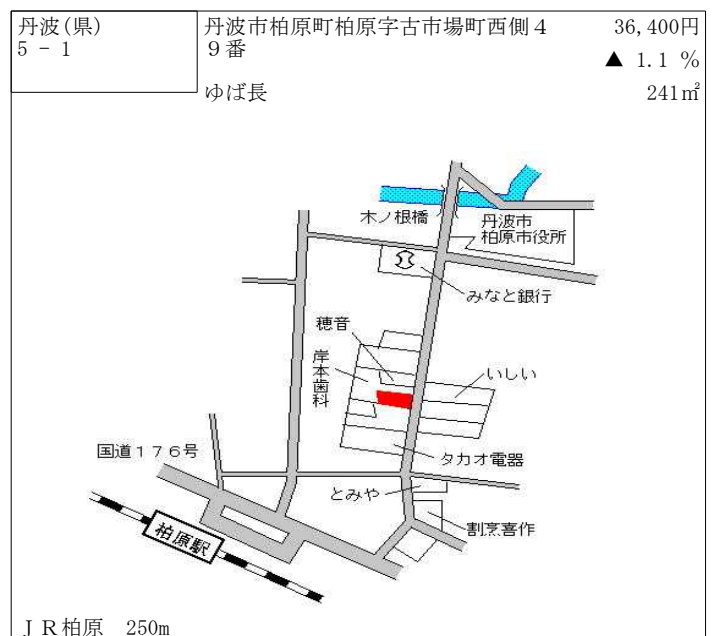 丹波(県)
5 － 1
丹波市柏原町柏原字古市場町西側４
９番
36,400円
▲ 1.1 ％
ゆば長
241㎡
木ノ根橋
丹波市
柏原市役所
みなと銀行
穂音
岸本歯科
いしい
国道１７６号
タカオ電器
とみや
割烹喜作
柏原駅
ＪＲ柏原　250m